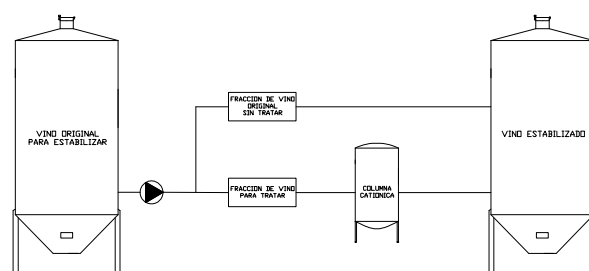 VINO ORIGINAL
PARA ESTABILIZAR
FRACCION DE VINO
ORIGINAL
SIN TRATAR
FRACCION DE VINO
PARA TRATAR
COLUMNA
CATIONICA
VINO ESTABILIZADO